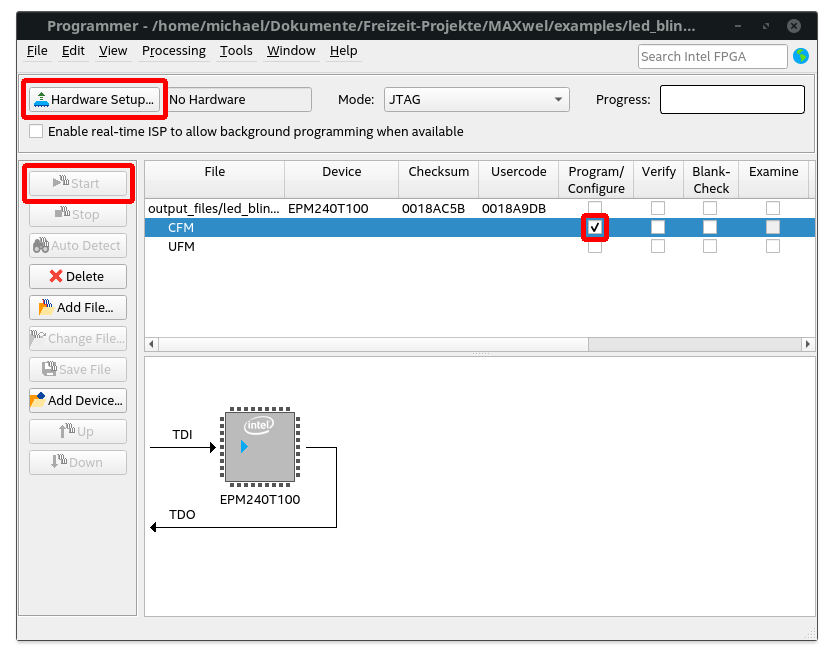 Programmer - /home/michael/Dokumente/Freizeit-Projekte/MAXwel/examples/led_blin...
File Edit View Processing Tools Window Help
Search Intel FPGA
Hardware Setup... No Hardware Mode: JTAG Progress:
Enable real-time ISP to allow background programming when available
Start
Stop
Auto Detect
Delete
Add File...
Change File...
Save File
Add Device...
Up
Down
File Device Checksum Usercode Program/ Verify Blank- Examine
Configure Check
output_files/led_blin... EPM240T100 0018AC5B 0018A9DB
CFM
UFM
intel
TDI
EPM240T100
TDO